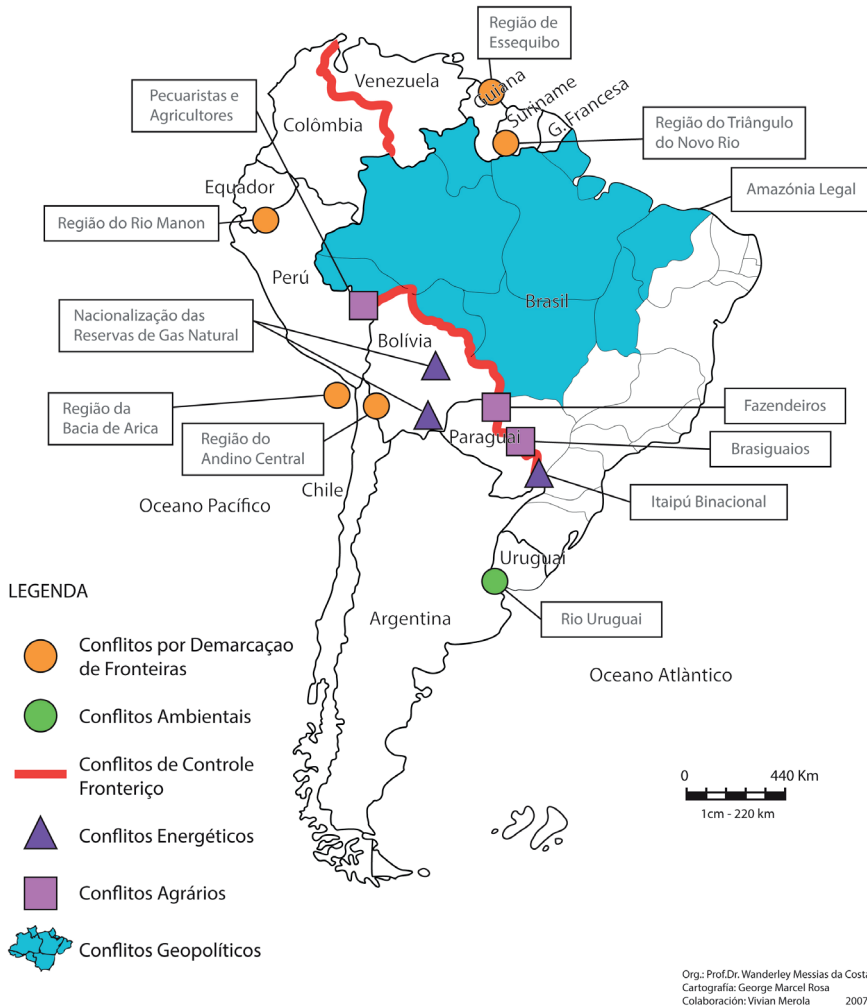 Região de
Essequibo
Pecuaristas e
Agricultores
Venezuela
Guiana
Suriname
G. Francesa
Colômbia
Região do Triângulo
do Novo Rio
Equador
Amazónia Legal
Região do Rio Manon
Perú
Brasil
Nacionalização das
Reservas de Gas Natural
Bolívia
Região da
Bacia de Arica
Fazendeiros
Região do
Andino Central
Paraguai
Brasiguaios
Chile
Oceano Pacífico
Itaipú Binacional
Uruguai
LEGENDA
Argentina
Rio Uruguai
Conflitos por Demarcaçao
de Fronteiras
Oceano Atlàntico
Conflitos Ambientais
Conflitos de Controle
Fronteriço
0 440 Km
1cm - 220 km
Conflitos Energéticos
Conflitos Agrários
Conflitos Geopolíticos
Org.: Prof.Dr. Wanderley Messias da Costa
Cartografía: George Marcel Rosa
Colaboración: Vivian Merola 2007